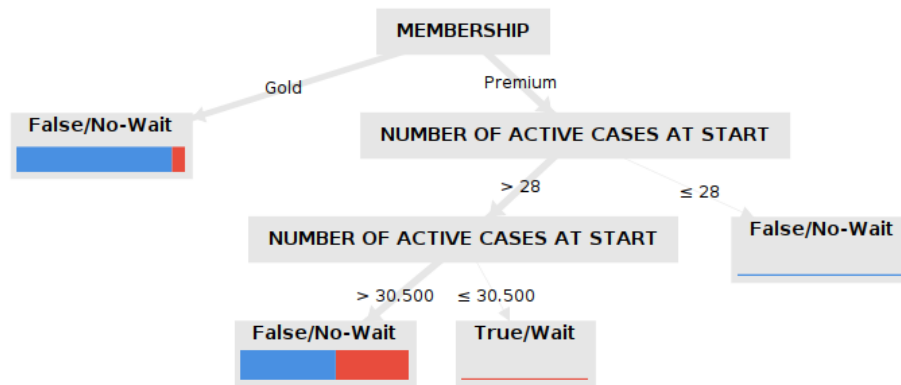 MEMBERSHIP
Gold
Premium
False/No-Wait
NUMBER OF ACTIVE CASES AT START
> 28
≤ 28
NUMBER OF ACTIVE CASES AT START
False/No-Wait
> 30.500
≤ 30.500
False/No-Wait
True/Wait